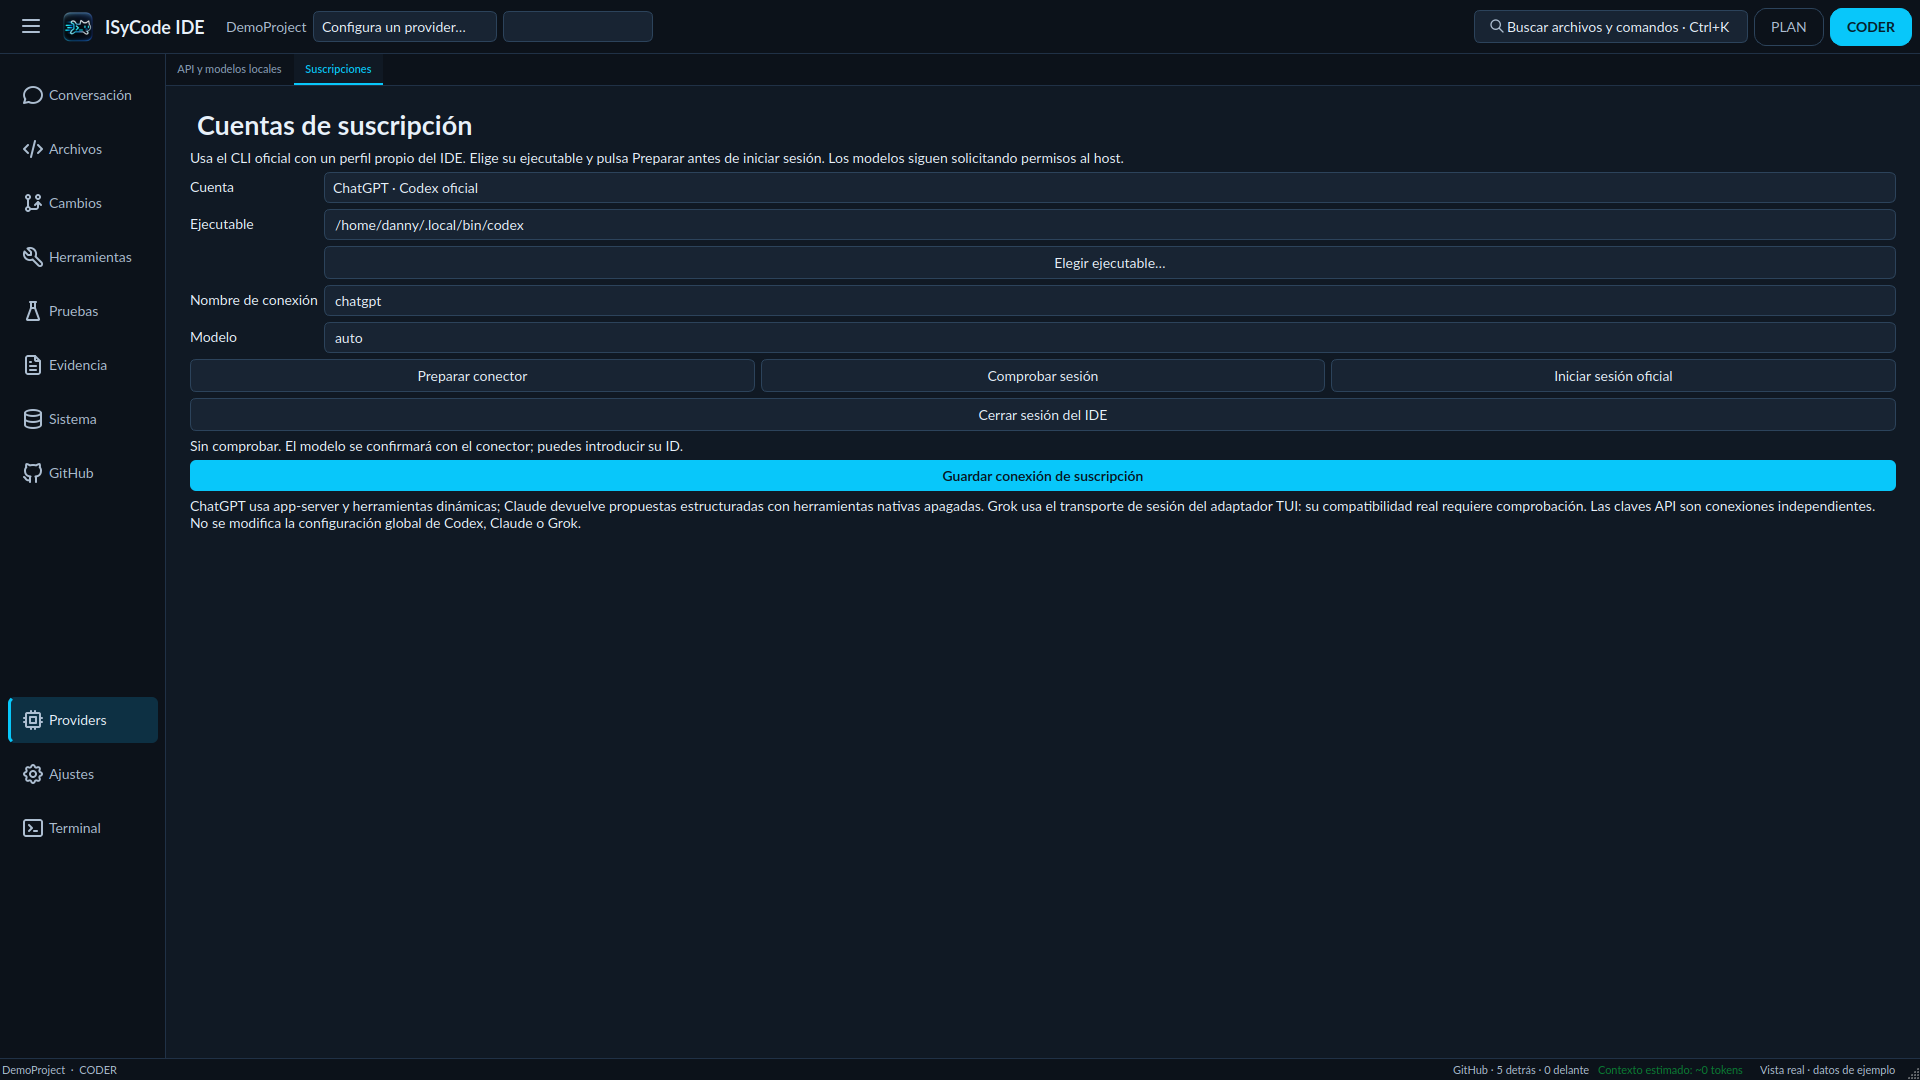 ISyCode IDE
DemoProject
Configura un provider...
Buscar archivos y comandos · Ctrl+K
PLAN
CODER
API y modelos locales
Suscripciones
Conversación
Archivos
Cambios
Herramientas
Pruebas
Evidencia
Sistema
GitHub
Providers
Ajustes
Terminal
Cuentas de suscripción
Usa el CLI oficial con un perfil propio del IDE. Elige su ejecutable y pulsa Preparar antes de iniciar sesión. Los modelos siguen solicitando permisos al host.
Cuenta
ChatGPT · Codex oficial
Ejecutable
/home/danny/.local/bin/codex
Elegir ejecutable...
Nombre de conexión
chatgpt
Modelo
auto
Preparar conector
Comprobar sesión
Iniciar sesión oficial
Cerrar sesión del IDE
Sin comprobar. El modelo se confirmará con el conector; puedes introducir su ID.
Guardar conexión de suscripción
ChatGPT usa app-server y herramientas dinámicas; Claude devuelve propuestas estructuradas con herramientas nativas apagadas. Grok usa el transporte de sesión del adaptador TUI: su compatibilidad real requiere comprobación. Las claves API son conexiones independientes.
No se modifica la configuración global de Codex, Claude o Grok.
DemoProject · CODER
GitHub · 5 detrás · 0 delante
Contexto estimado: ~0 tokens
Vista real · datos de ejemplo